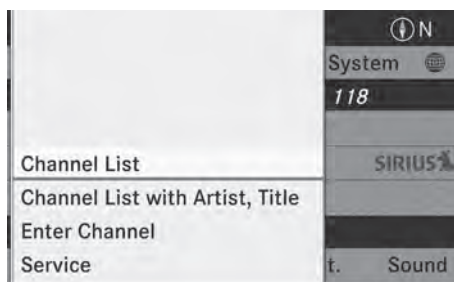 N
System
118
Channel List
SIRIUS
Channel List with Artist, Title
Enter Channel
Service
t.
Sound